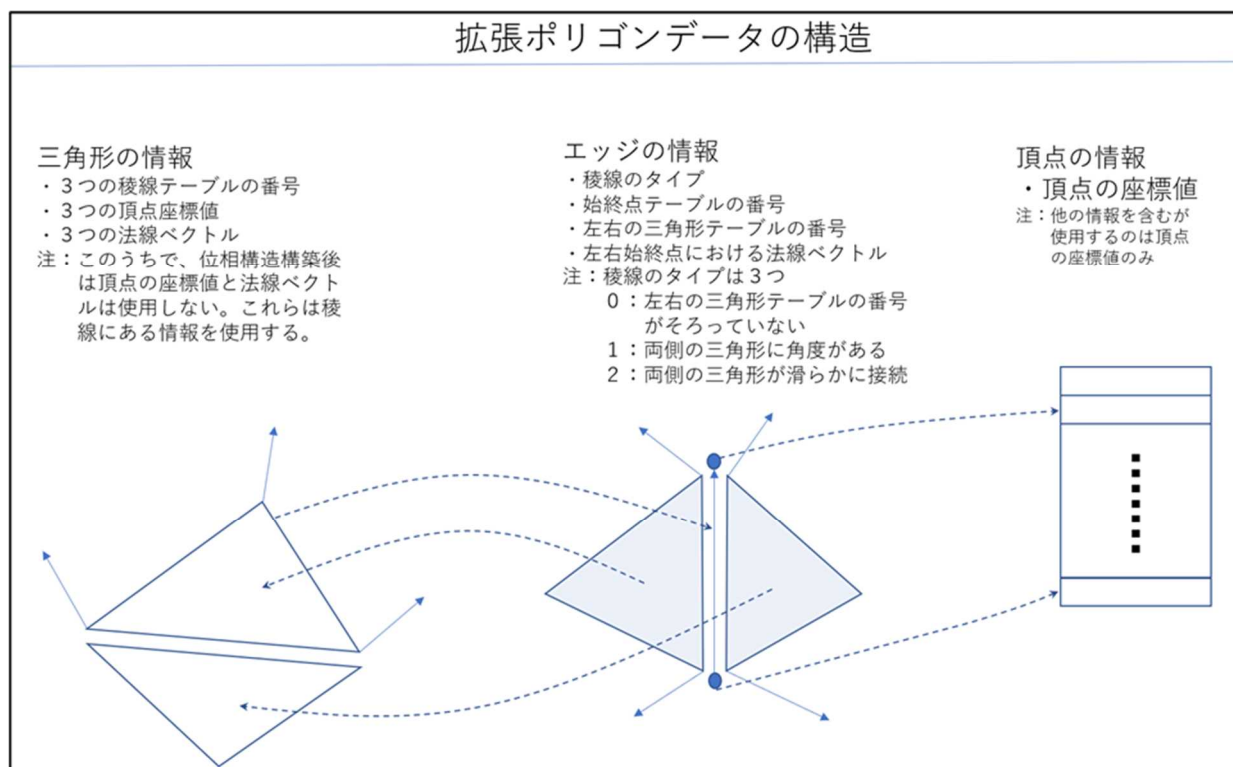 拡張ポリゴンデータの構造
三角形の情報
・３つの稜線テーブルの番号
・３つの頂点座標値
・３つの法線ベクトル
注：このうちで、位相構造構築後
は頂点の座標値と法線ベクト
ルは使用しない。これらは稜
線にある情報を使用する。
エッジの情報
・稜線のタイプ
・始終点テーブルの番号
・左右の三角形テーブルの番号
・左右始終点における法線ベクトル
注：稜線のタイプは３つ
０：左右の三角形テーブルの番号
がそろっていない
１：両側の三角形に角度がある
２：両側の三角形が滑らかに接続
頂点の情報
・頂点の座標値
注：他の情報を含むが
使用するのは頂点
の座標値のみ